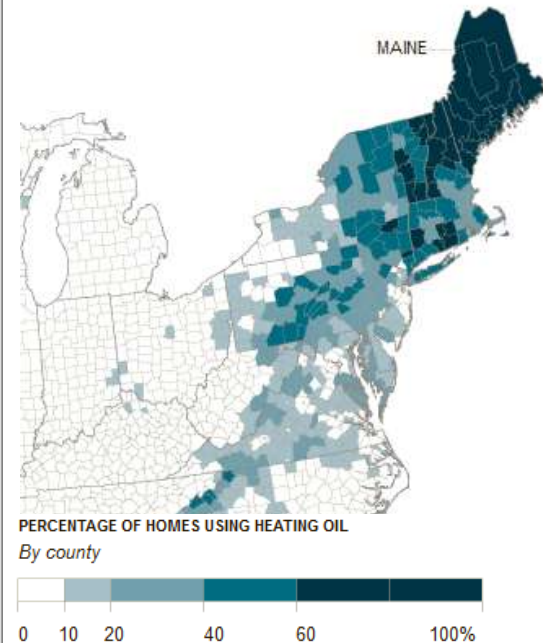 MAINE
PERCENTAGE OF HOMES USING HEATING OIL
By county
0 10 20 40 60 100%